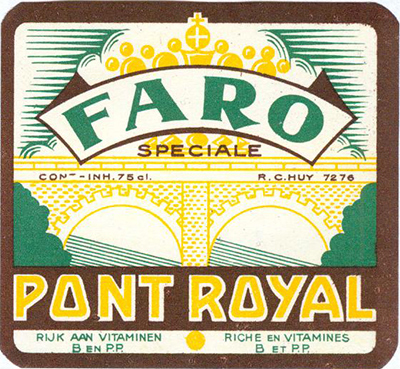 FARO
SPECIALE
CONT-INH. 75 cl. R.C. HUY 7276
PONT ROYAL
RIJK AAN VITAMINEN RICHE EN VITAMINES
B EN P.P. B ET P.P.